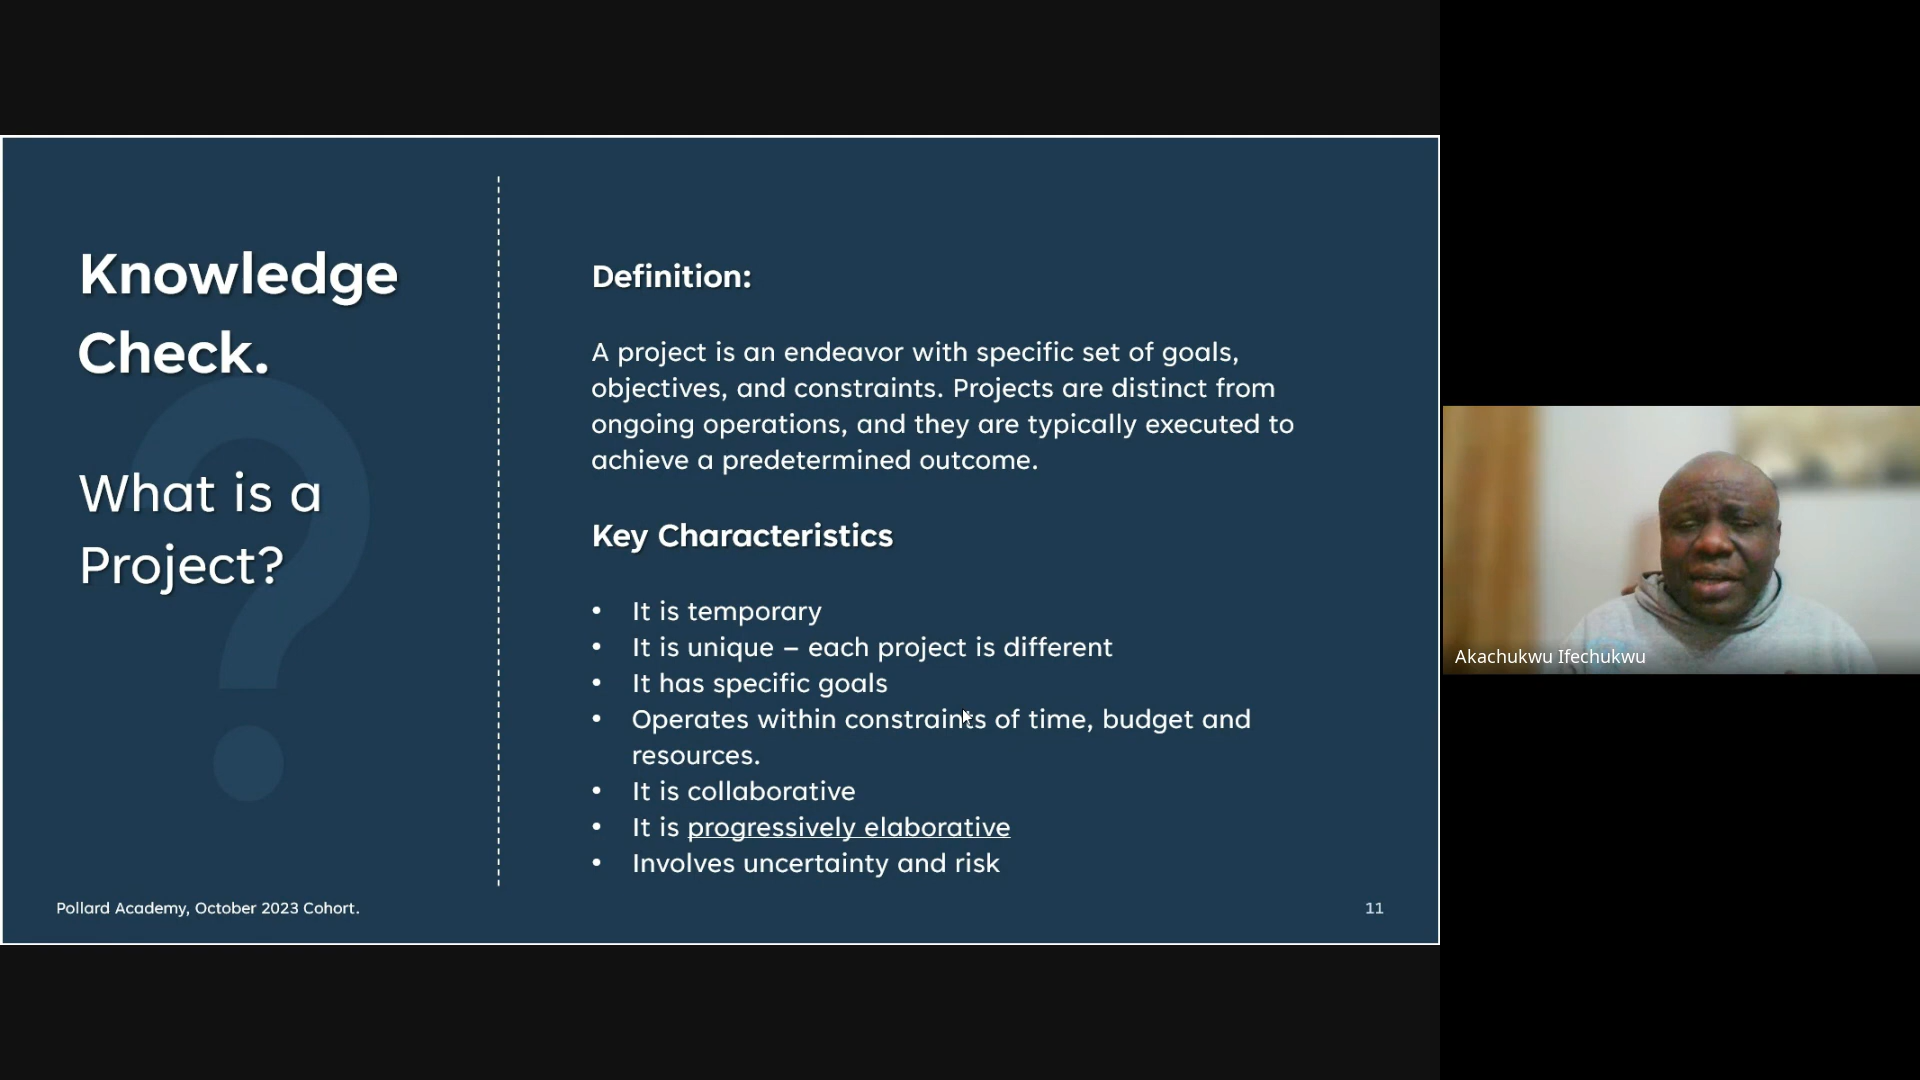 Knowledge
Check.
What is a
Project?
Definition:
A project is an endeavor with specific set of goals,
objectives, and constraints. Projects are distinct from
ongoing operations, and they are typically executed to
achieve a predetermined outcome.
Key Characteristics
• It is temporary
• It is unique – each project is different
• It has specific goals
• Operates within constraints of time, budget and
resources.
• It is collaborative
• It is progressively elaborative
• Involves uncertainty and risk
Pollard Academy, October 2023 Cohort.
11
Akachukwu Ifechukwu